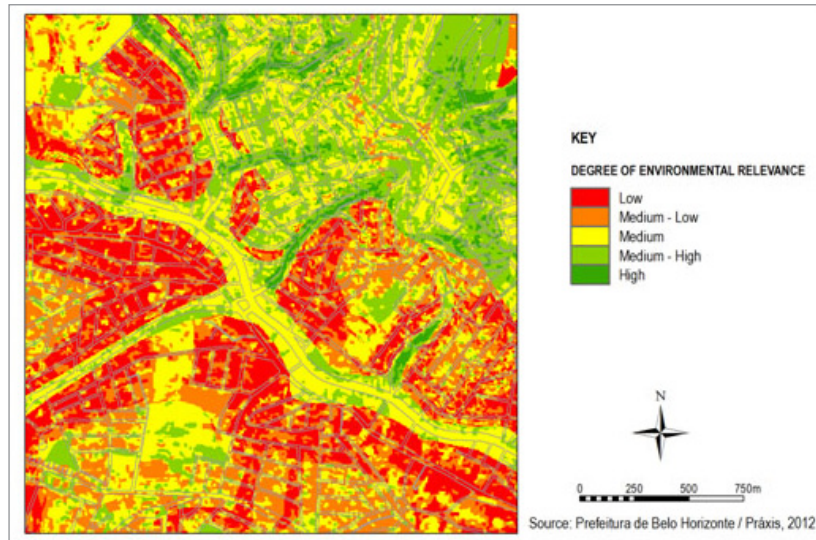 KEY
DEGREE OF ENVIRONMENTAL RELEVANCE
Low
Medium - Low
Medium
Medium - High
High
N
0 250 500 750m
Source: Prefeitura de Belo Horizonte / Práxis, 2012